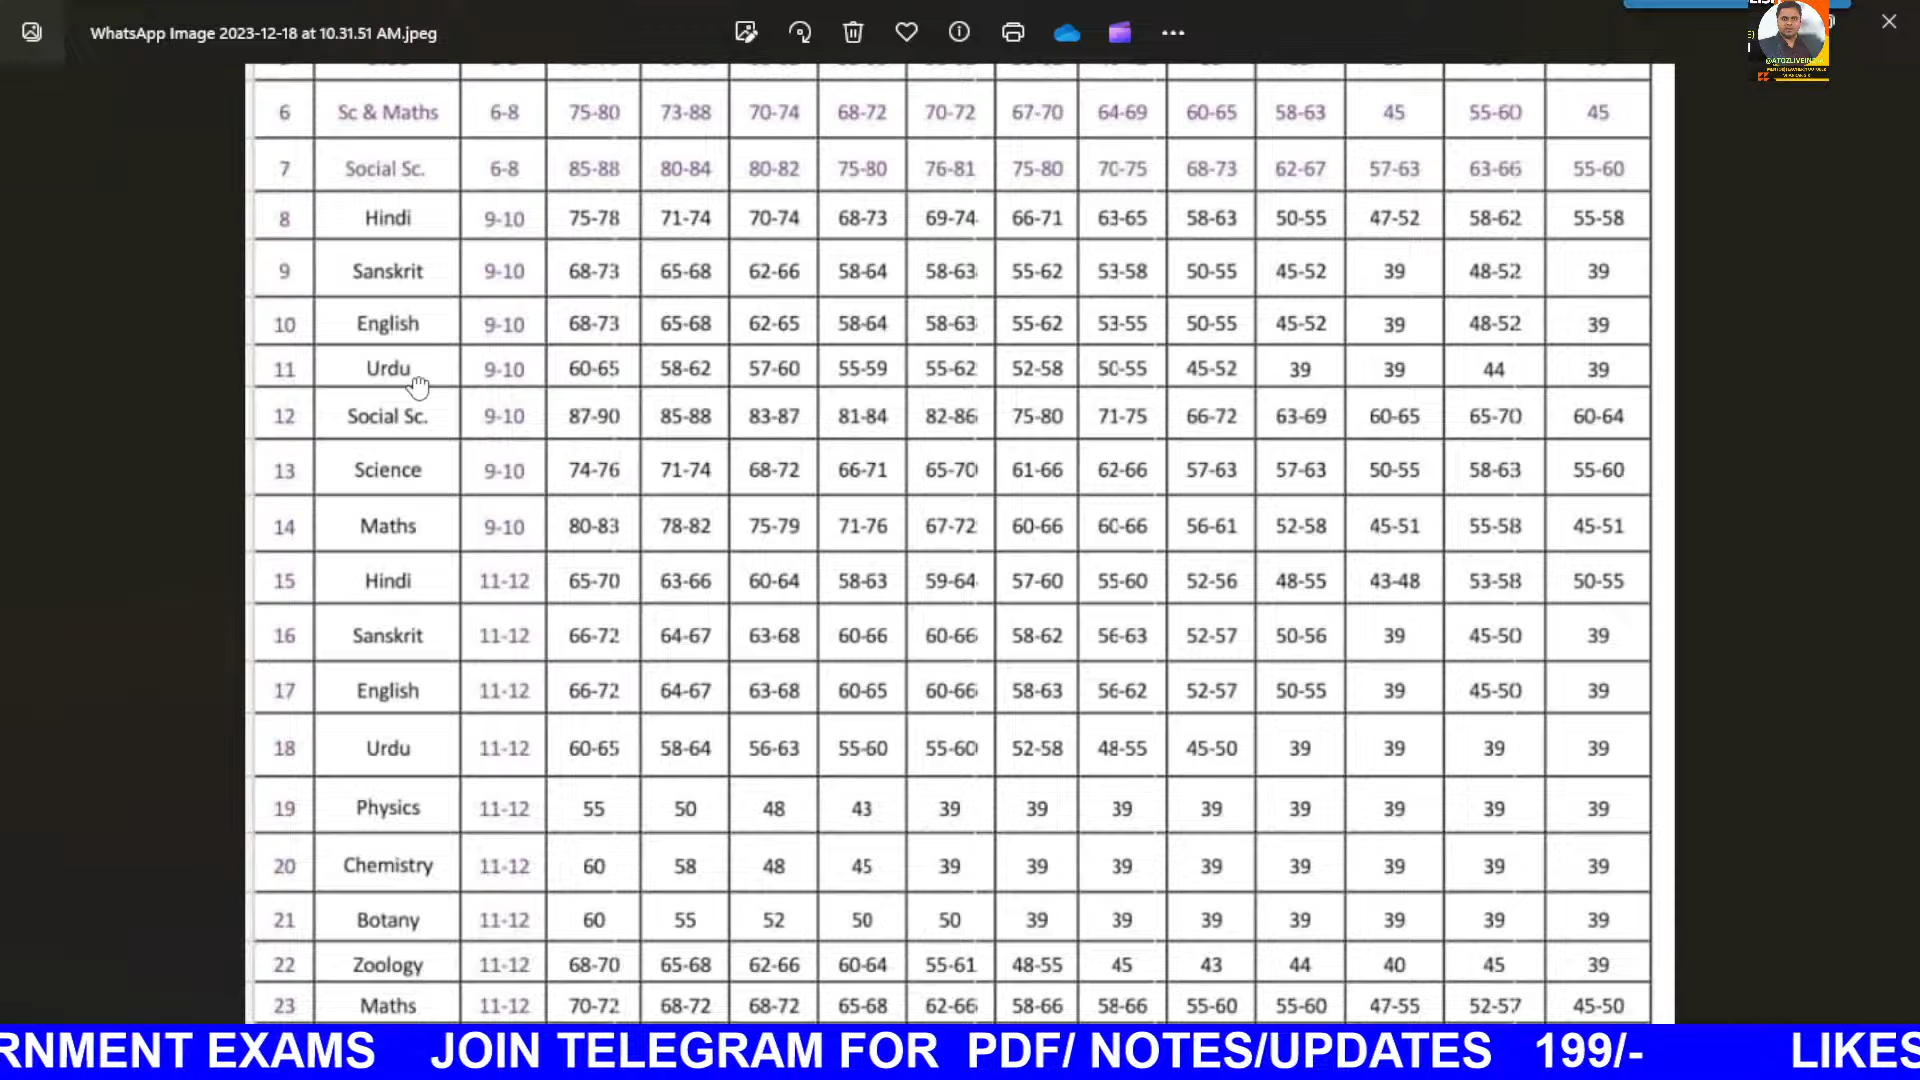 WhatsApp Image 2023-12-18 at 10.31.51 AM.jpeg
@ATOZLIVEINDIA
6 Sc & Maths 6-8 75-80 73-88 70-74 68-72 70-72 67-70 64-69 60-65 58-63 45 55-60 45
7 Social Sc. 6-8 85-88 80-84 80-82 75-80 76-81 75-80 70-75 68-73 62-67 57-63 63-66 55-60
8 Hindi 9-10 75-78 71-74 70-74 68-73 69-74 66-71 63-65 58-63 50-55 47-52 58-62 55-58
9 Sanskrit 9-10 68-73 65-68 62-66 58-64 58-63 55-62 53-58 50-55 45-52 39 48-52 39
10 English 9-10 68-73 65-68 62-65 58-64 58-63 55-62 53-55 50-55 45-52 39 48-52 39
11 Urdu 9-10 60-65 58-62 57-60 55-59 55-62 52-58 50-55 45-52 39 39 44 39
12 Social Sc. 9-10 87-90 85-88 83-87 81-84 82-86 75-80 71-75 66-72 63-69 60-65 65-70 60-64
13 Science 9-10 74-76 71-74 68-72 66-71 65-70 61-66 62-66 57-63 57-63 50-55 58-63 55-60
14 Maths 9-10 80-83 78-82 75-79 71-76 67-72 60-66 60-66 56-61 52-58 45-51 55-58 45-51
15 Hindi 11-12 65-70 63-66 60-64 58-63 59-64 57-60 55-60 52-56 48-55 43-48 53-58 50-55
16 Sanskrit 11-12 66-72 64-67 63-68 60-66 60-66 58-62 56-63 52-57 50-56 39 45-50 39
17 English 11-12 66-72 64-67 63-68 60-65 60-66 58-63 56-62 52-57 50-55 39 45-50 39
18 Urdu 11-12 60-65 58-64 56-63 55-60 55-60 52-58 48-55 45-50 39 39 39 39
19 Physics 11-12 55 50 48 43 39 39 39 39 39 39 39 39
20 Chemistry 11-12 60 58 48 45 39 39 39 39 39 39 39 39
21 Botany 11-12 60 55 52 50 50 39 39 39 39 39 39 39
22 Zoology 11-12 68-70 65-68 62-66 60-64 55-61 48-55 45 43 44 40 45 39
23 Maths 11-12 70-72 68-72 68-72 65-68 62-66 58-66 58-66 55-60 55-60 47-55 52-57 45-50
RNMENT EXAMS JOIN TELEGRAM FOR PDF/ NOTES/UPDATES 199/- LIKES